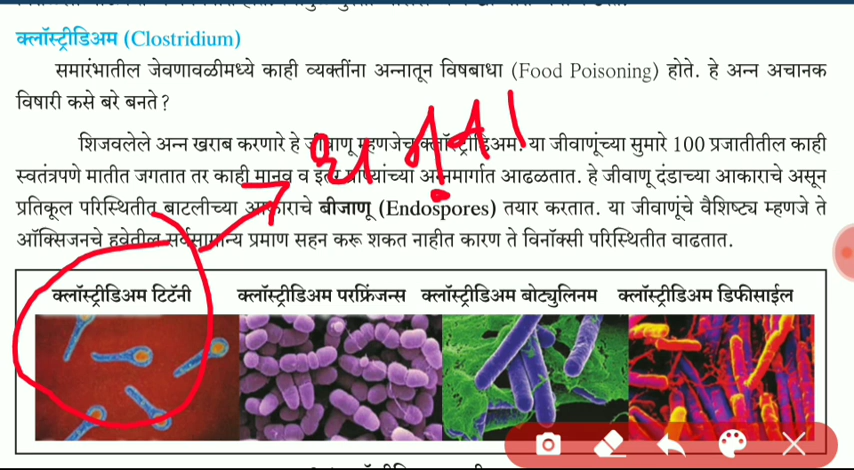 क्लॉस्ट्रीडिअम (Clostridium)
समारंभातील जेवणावळीमध्ये काही व्यक्तींना अन्नातून विषबाधा (Food Poisoning) होते. हे अन्न अचानक
विषारी कसे बरे बनते ?
शिजवलेले अन्न खराब करणारे हे जीवाणू म्हणजेच क्लॉस्ट्रीडिअम. या जीवाणूंच्या सुमारे 100 प्रजातीतील काही
स्वतंत्रपणे मातीत जगतात तर काही मानव व इतर प्राण्यांच्या अन्नमार्गात आढळतात. हे जीवाणू दंडाच्या आकाराचे असून
प्रतिकूल परिस्थितीत बाटलीच्या आकाराचे बीजाणू (Endospores) तयार करतात. या जीवाणूंचे वैशिष्ट्य म्हणजे ते
ऑक्सिजनचे हवेतील सर्वसामान्य प्रमाण सहन करू शकत नाहीत कारण ते विनॉक्सी परिस्थितीत वाढतात.
क्लॉस्ट्रीडिअम टिटॅनी क्लॉस्ट्रीडिअम परफ्रिंजन्स क्लॉस्ट्रीडिअम बोट्युलिनम क्लॉस्ट्रीडिअम डिफीसाईल